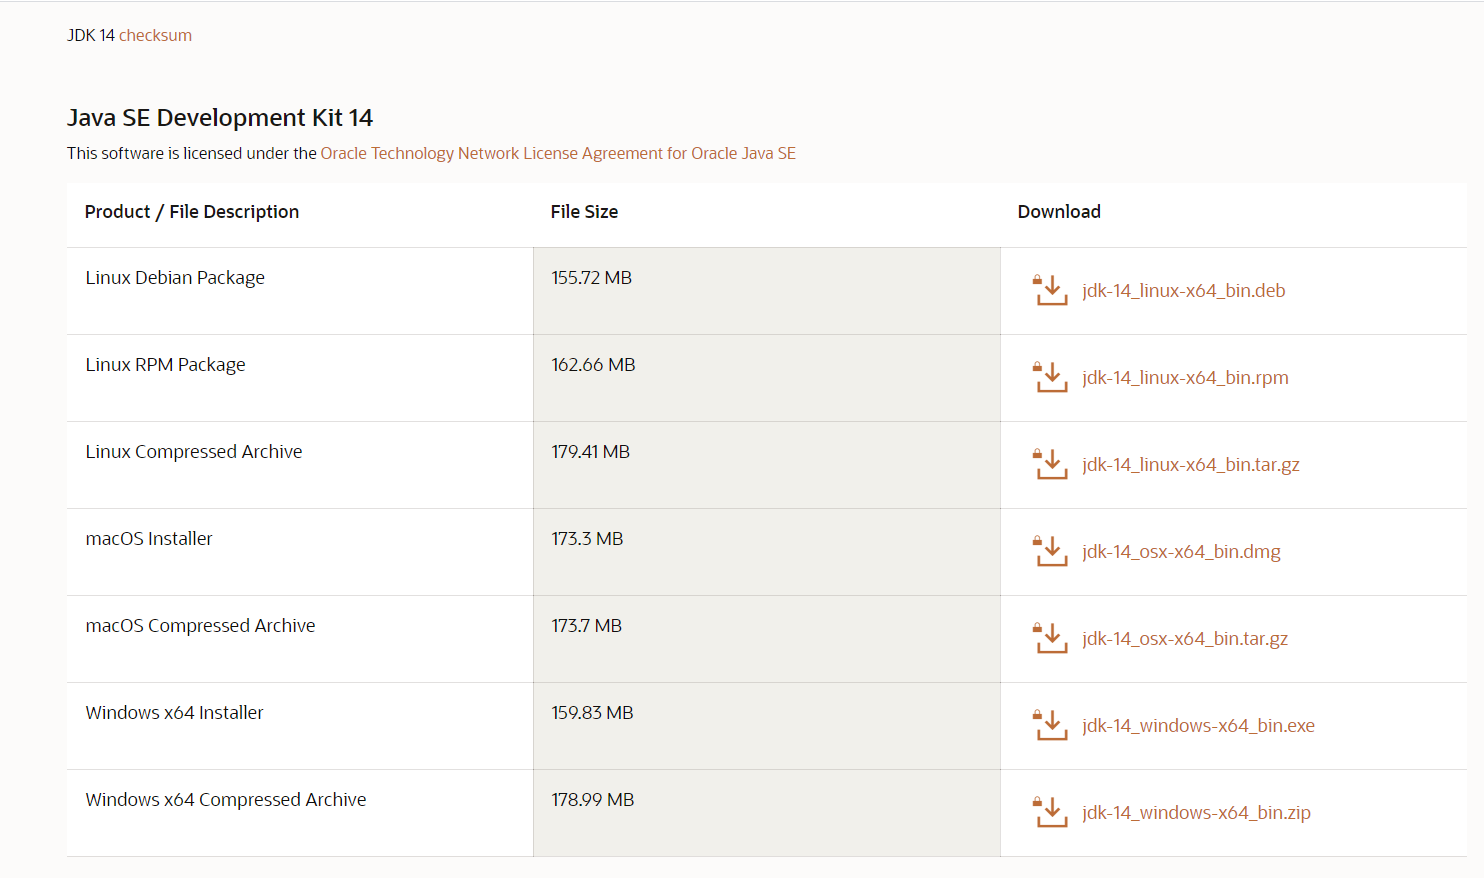 JDK 14 checksum
Java SE Development Kit 14
This software is licensed under the Oracle Technology Network License Agreement for Oracle Java SE
Product / File Description File Size Download
Linux Debian Package 155.72 MB jdk-14_linux-x64_bin.deb
Linux RPM Package 162.66 MB jdk-14_linux-x64_bin.rpm
Linux Compressed Archive 179.41 MB jdk-14_linux-x64_bin.tar.gz
macOS Installer 173.3 MB jdk-14_osx-x64_bin.dmg
macOS Compressed Archive 173.7 MB jdk-14_osx-x64_bin.tar.gz
Windows x64 Installer 159.83 MB jdk-14_windows-x64_bin.exe
Windows x64 Compressed Archive 178.99 MB jdk-14_windows-x64_bin.zip